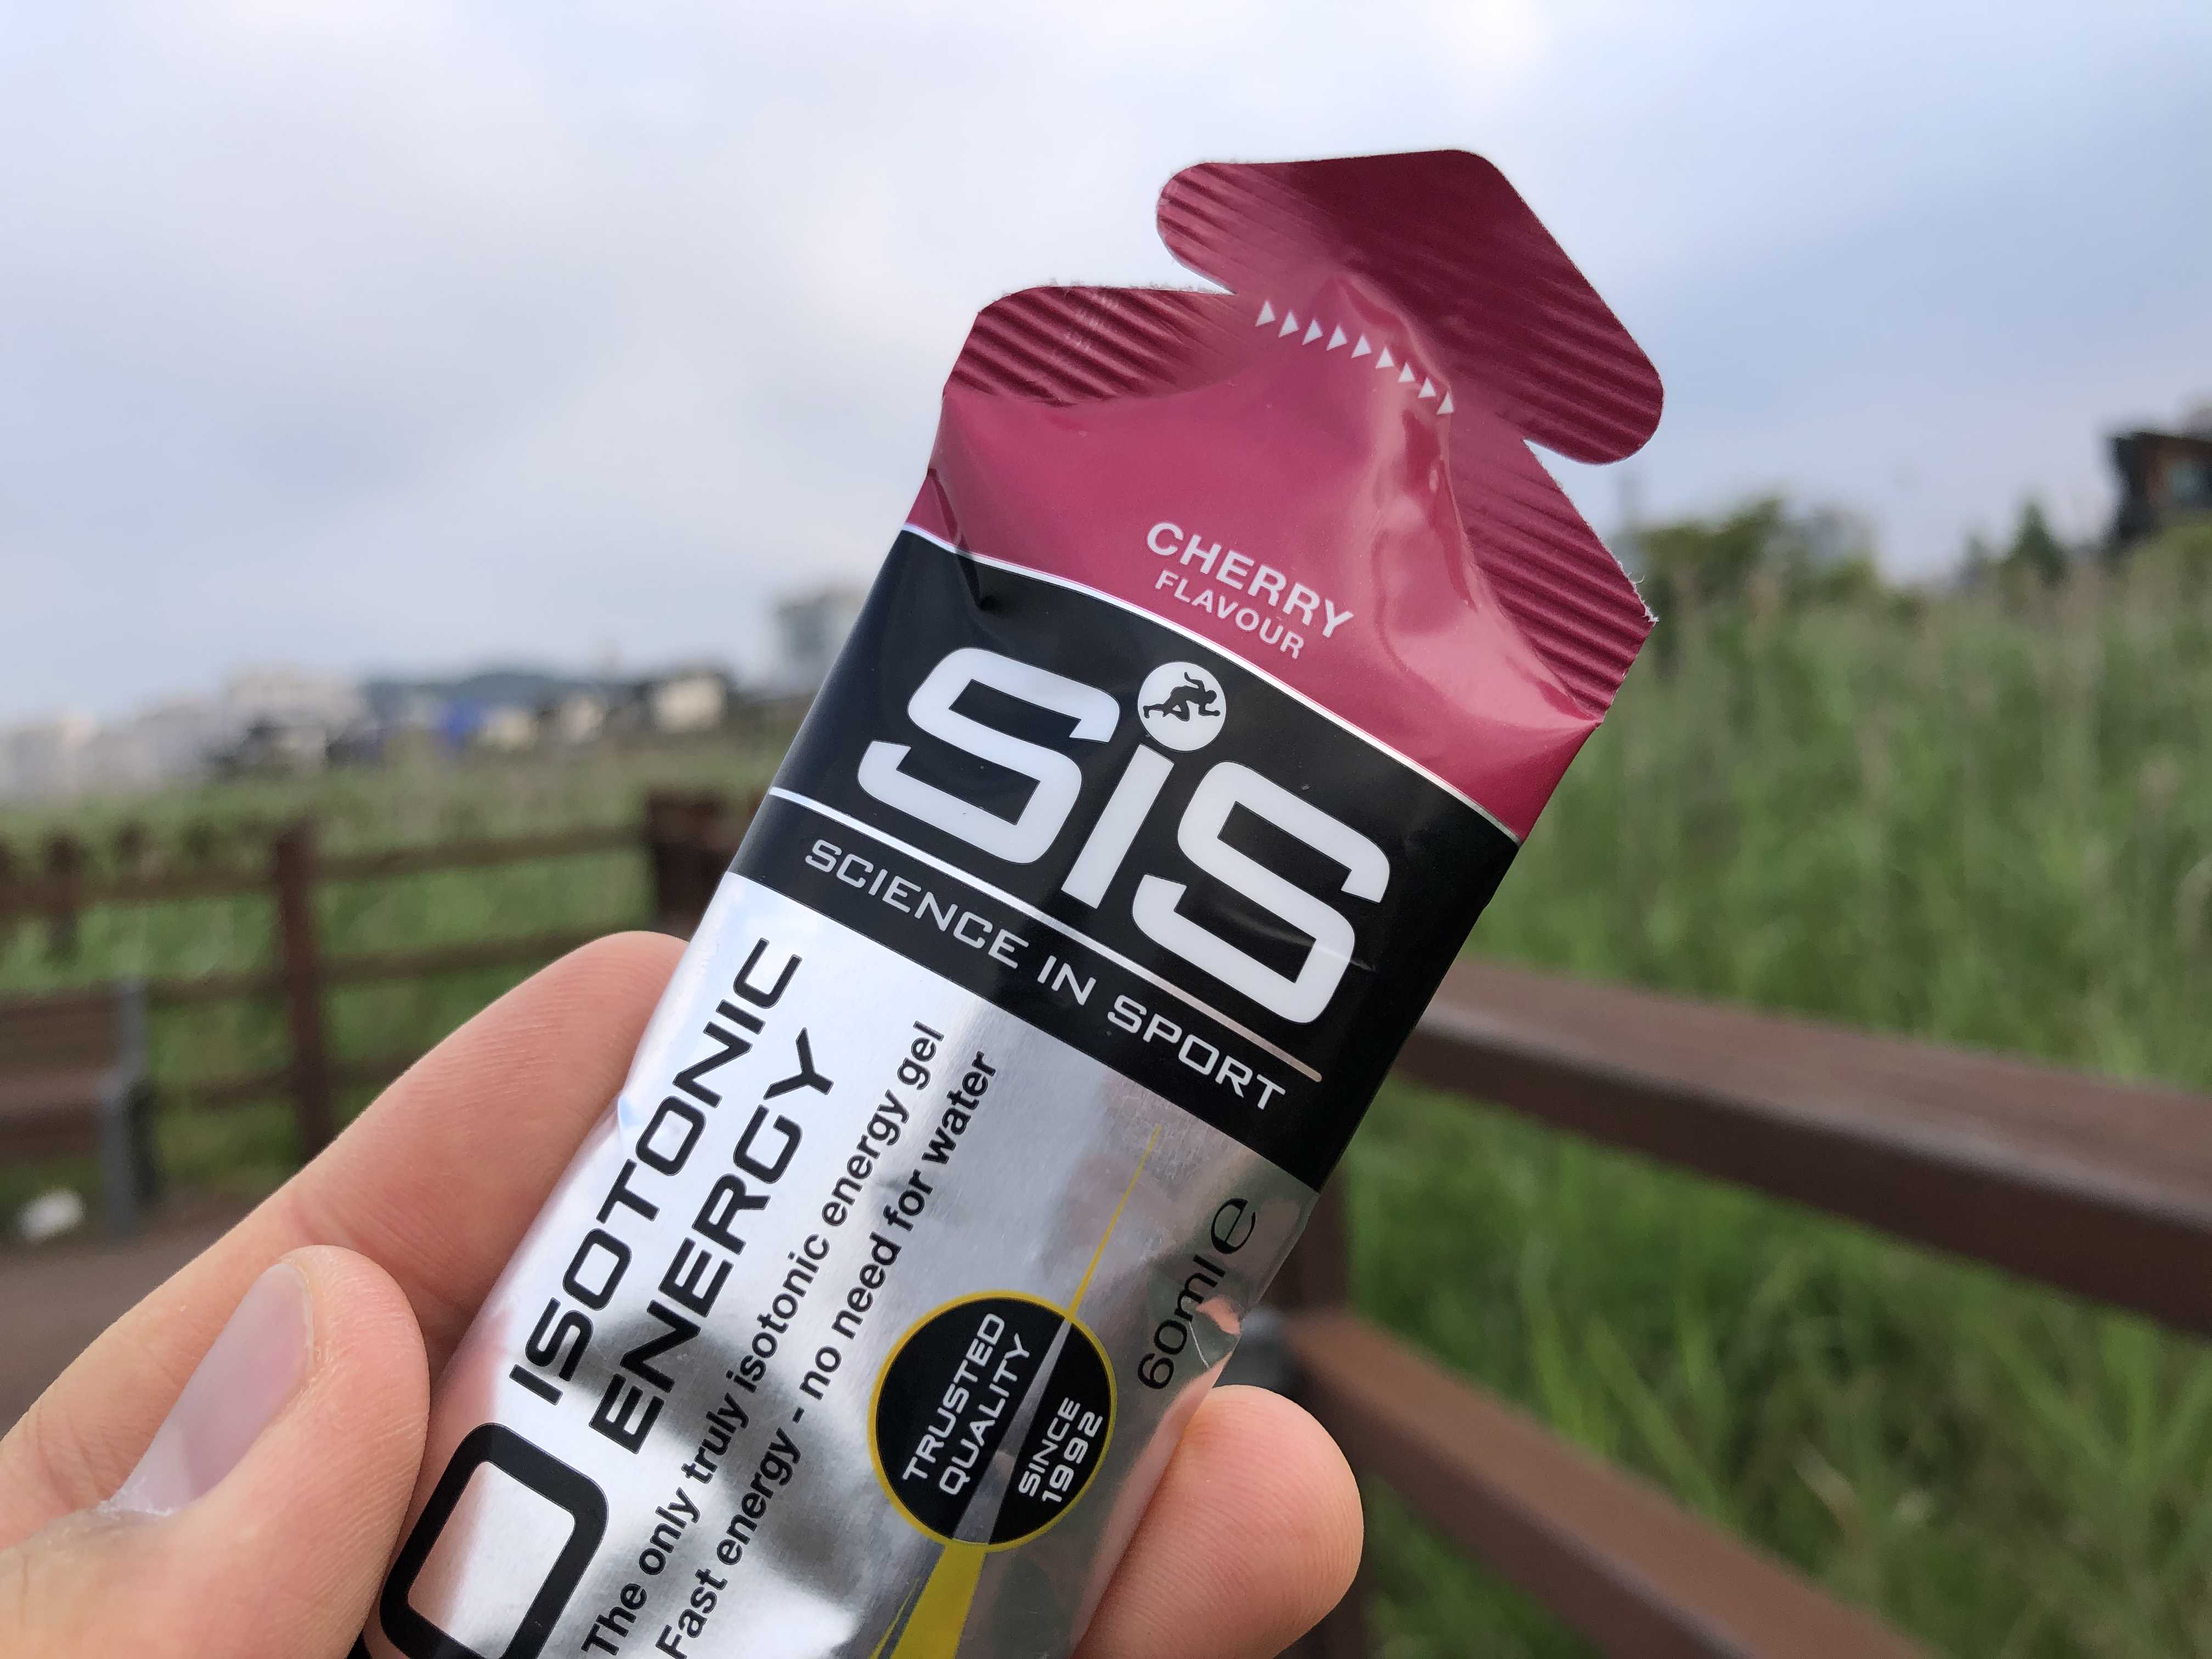 CHERRY
FLAVOUR
SiS
SCIENCE IN SPORT
O ISOTONIC
ENERGY
The only truly isotonic energy gel
Fast energy - no need for water
TRUSTED
QUALITY
SINCE
1992
60ml e